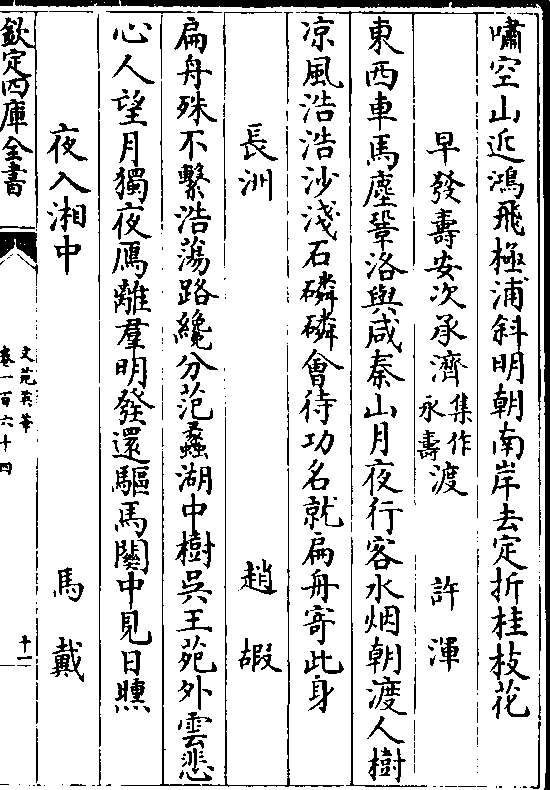 嘯空山近鴻飛極浦斜明朝南岸去定折桂枝花
早發壽安次承濟集作永壽渡 許渾
東西車馬塵鞏洛與咸秦山月夜行客水烟朝渡人樹
凉風浩浩沙淺石磷磷會待功名就扁舟寄此身
長洲 趙嘏
扁舟殊不繫浩蕩路纔分范蠡湖中樹吳王苑外雲悲
心人望月獨夜鴈離羣明發還驅馬闗中見日曛
夜入湘中 馬戴
欽定四庫全書
文苑英華
卷一百六十四
十一